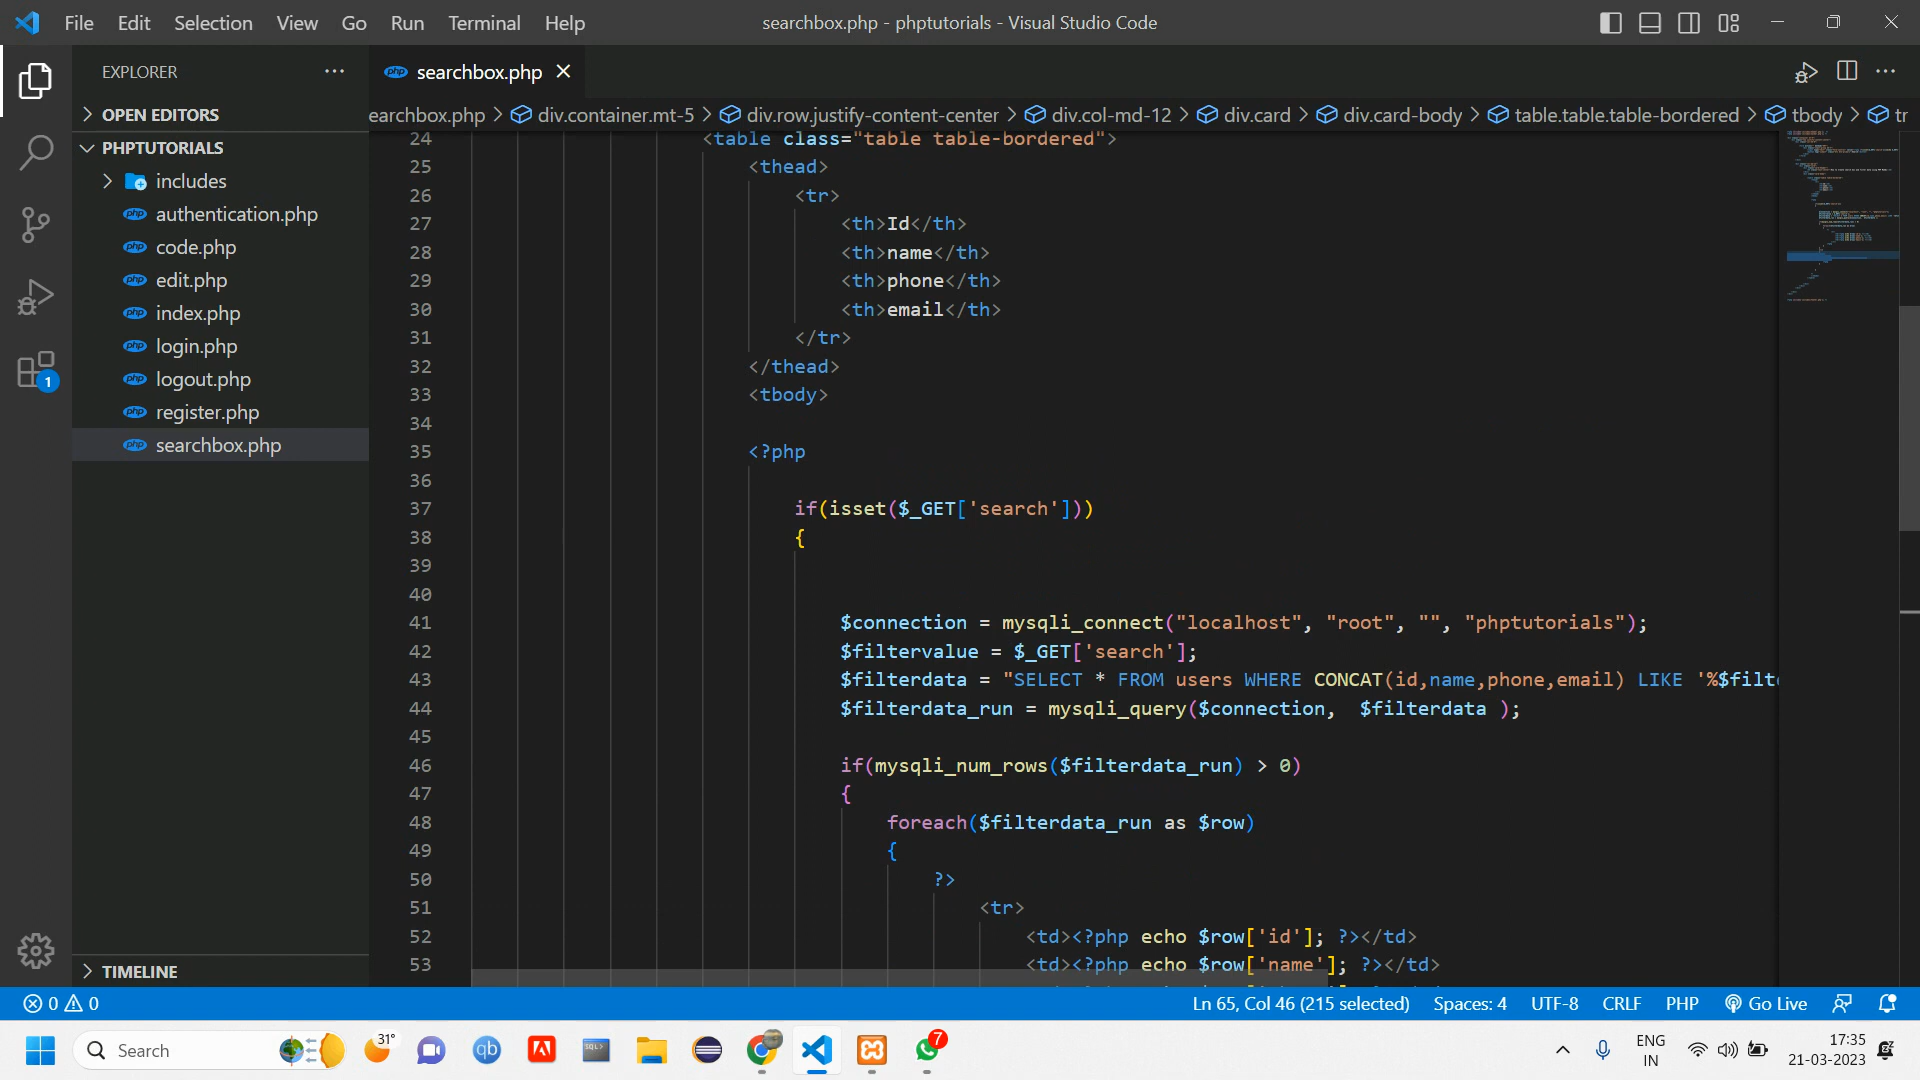 File Edit Selection View Go Run Terminal Help
searchbox.php - phptutorials - Visual Studio Code
EXPLORER
OPEN EDITORS
PHPTUTORIALS
includes
authentication.php
code.php
edit.php
index.php
login.php
logout.php
register.php
searchbox.php
TIMELINE
php searchbox.php
earchbox.php > div.container.mt-5 > div.row.justify-content-center > div.col-md-12 > div.card > div.card-body > table.table.table-bordered > tbody > tr
24 <table class="table table-bordered">
25 <thead>
26 <tr>
27 <th>Id</th>
28 <th>name</th>
29 <th>phone</th>
30 <th>email</th>
31 </tr>
32 </thead>
33 <tbody>
34
35 <?php
36
37 if(isset($_GET['search']))
38 {
39
40
41 $connection = mysqli_connect("localhost", "root", "", "phptutorials");
42 $filtervalue = $_GET['search'];
43 $filterdata = "SELECT * FROM users WHERE CONCAT(id,name,phone,email) LIKE '%$filt
44 $filterdata_run = mysqli_query($connection,  $filterdata );
45
46 if(mysqli_num_rows($filterdata_run) > 0)
47 {
48 foreach($filterdata_run as $row)
49 {
50 ?>
51 <tr>
52 <td><?php echo $row['id']; ?></td>
53 <td><?php echo $row['name']; ?></td>
1
0 0
Ln 65, Col 46 (215 selected) Spaces: 4 UTF-8 CRLF PHP Go Live
Search
31°
qb
SQL>
7
ENG
IN
17:35
21-03-2023